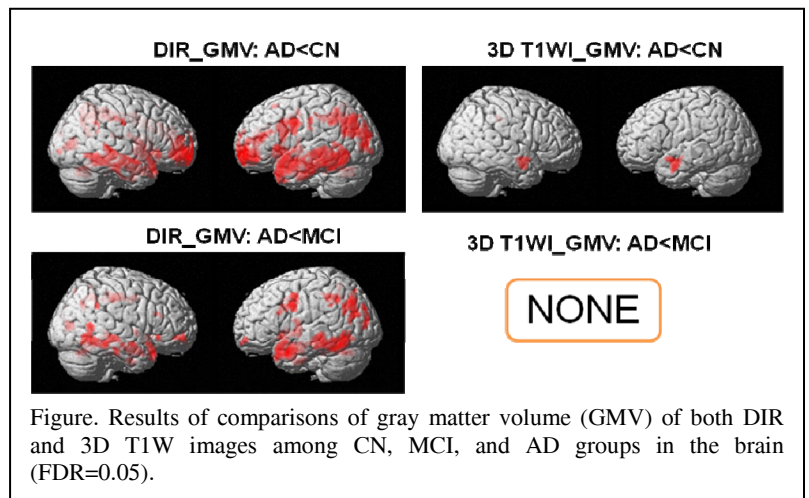 DIR_GMV: AD<CN
3D T1WI_GMV: AD<CN
DIR_GMV: AD<MCI
3D T1WI_GMV: AD<MCI
NONE
Figure. Results of comparisons of gray matter volume (GMV) of both DIR
and 3D T1W images among CN, MCI, and AD groups in the brain
(FDR=0.05).